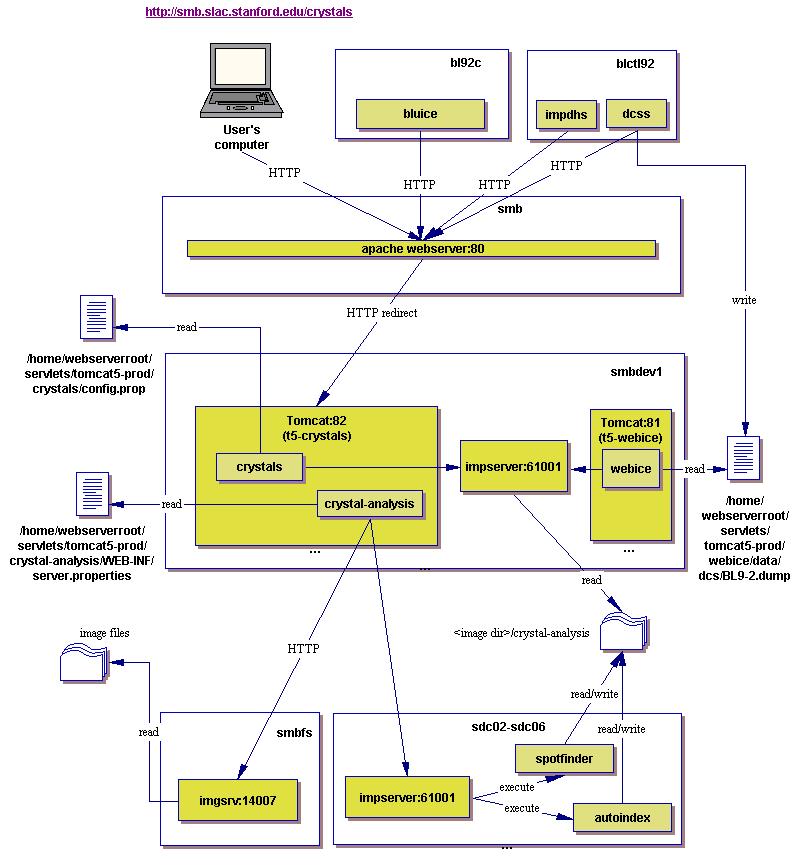 http://smb.slac.stanford.edu/crystals
bl92c
blctl92
bluice
impdhs
dcss
User's
computer
HTTP
HTTP
HTTP
HTTP
smb
apache webserver:80
write
HTTP redirect
read
/home/webserverroot/
servlets/tomcat5-prod/
crystals/config.prop
smbdev1
Tomcat:82
(t5-crystals)
Tomcat:81
(t5-webice)
crystals
impserver:61001
webice
read
crystal-analysis
read
/home/webserverroot/
servlets/tomcat5-prod/
crystal-analysis/WEB-INF/
server.properties
...
...
...
/home/
webserverroot/
servlets/
tomcat5-prod/
webice/data/
dcs/BL9-2.dump
read
image files
HTTP
<image dir>/crystal-analysis
read/write
read/write
read
smbfs
sdc02-sdc06
spotfinder
imgsrv:14007
impserver:61001
execute
execute
autoindex
...